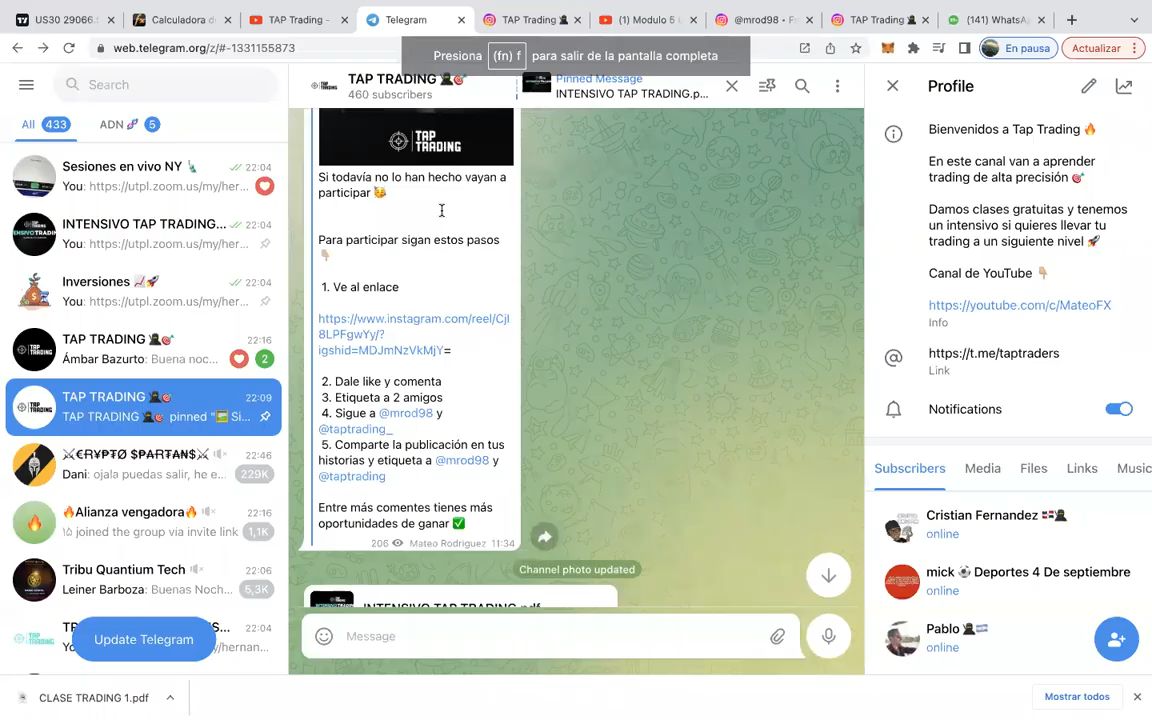 US30 29066.
Calculadora d
TAP Trading -
Telegram
TAP Trading
(1) Modulo 6
@mrod98 •
TAP Trading
(141) WhatsA
web.telegram.org/z/#-1331155873
En pausa
Actualizar
Presiona (fn) f para salir de la pantalla completa
Search
All 433
ADN 🧬 5
Sesiones en vivo NY 🗽 22:04
You: https://utpl.zoom.us/my/her...
INTENSIVO TAP TRADING... 22:04
You: https://utpl.zoom.us/my/her...
Inversiones 📈🚀 22:04
You: https://utpl.zoom.us/my/her...
TAP TRADING 🥷🎯 22:16
Ámbar Bazurto: Buena noc... 2
TAP TRADING 🥷🎯 22:09
TAP TRADING 🥷🎯 pinned "🖼 Si...
⚔€RҰPTØ $PARTAN$⚔ 22:46
Dani: ojala puedas salir, he e... 229K
🔥Alianza vengadora🔥 22:16
joined the group via invite link 1,1K
Tribu Quantium Tech 22:06
Leiner Barboza: Buenas Noch... 5,3K
22:04
Update Telegram
TAP TRADING 🥷🎯
460 subscribers
Pinned Message
INTENSIVO TAP TRADING.p...
TAP
TRADING
Si todavía no lo han hecho vayan a
participar 🥳
Para participar sigan estos pasos
👇🏼
1. Ve al enlace
https://www.instagram.com/reel/CjI
8LPFgwYy/?
igshid=MDJmNzVkMjY=
2. Dale like y comenta
3. Etiqueta a 2 amigos
4. Sigue a @mrod98 y
@taptrading_
5. Comparte la publicación en tus
historias y etiqueta a @mrod98 y
@taptrading
Entre más comentes tienes más
oportunidades de ganar ✅
206 Mateo Rodriguez 11:34
Channel photo updated
INTENSIVO TAP TRADING.pdf
Message
Profile
Bienvenidos a Tap Trading 🔥
En este canal van a aprender
trading de alta precisión 🎯
Damos clases gratuitas y tenemos
un intensivo si quieres llevar tu
trading a un siguiente nivel 🚀
Canal de YouTube 👇🏼
https://youtube.com/c/MateoFX
Info
https://t.me/taptraders
Link
Notifications
Subscribers Media Files Links Music
Cristian Fernandez 🇩🇴🥷
online
mick ⚽ Deportes 4 De septiembre
online
Pablo 🥷
online
CLASE TRADING 1.pdf
Mostrar todos